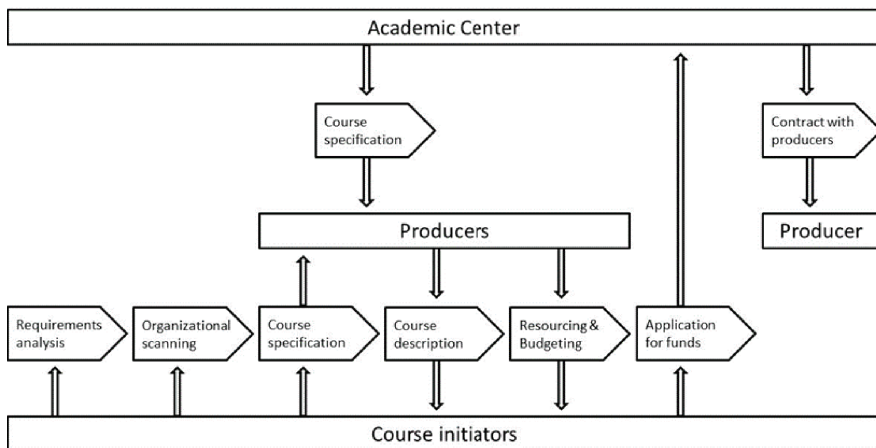 Academic Center
Course
specification
Contract with
producers
Producers
Producer
Requirements
analysis
Organizational
scanning
Course
specification
Course
description
Resourcing &
Budgeting
Application
for funds
Course initiators